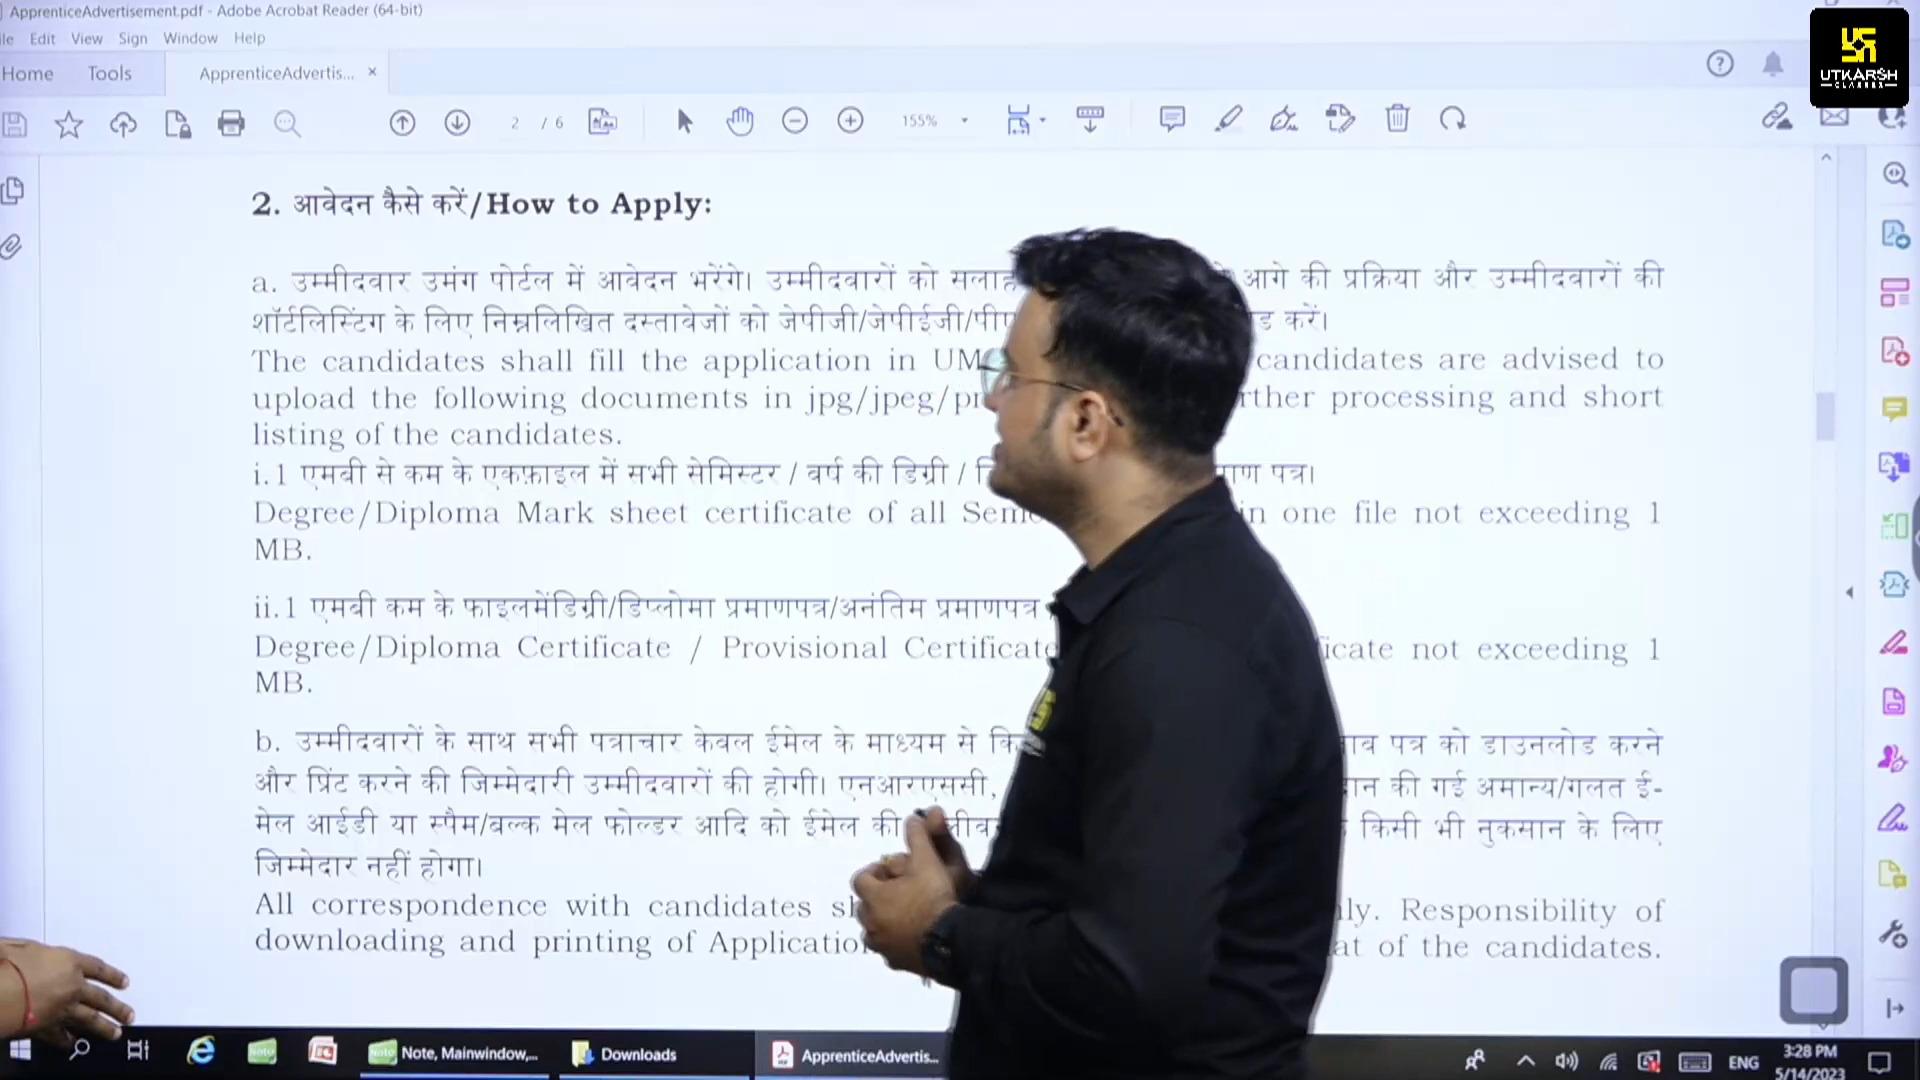 ApprenticeAdvertisement.pdf - Adobe Acrobat Reader (64-bit)
Edit View Sign Window Help
Home Tools ApprenticeAdvertis... ×
2 / 6 155%
UTKARSH
CLASSES
2. आवेदन कैसे करें/How to Apply:
a. उम्मीदवार उमंग पोर्टल में आवेदन भरेंगे। उम्मीदवारों को आगे की प्रक्रिया और उम्मीदवारों की
शॉर्टलिस्टिंग के लिए निम्नलिखित दस्तावेजों को जेपीजी/जेपीईजी/ करें।
The candidates shall fill the application in candidates are advised to
upload the following documents in jpg/jpeg/ processing and short
listing of the candidates.
i.1 एमबी से कम के एकफ़ाइल में सभी सेमिस्टर / वर्ष की डिग्री / पत्र।
Degree/Diploma Mark sheet certificate of all in one file not exceeding 1
MB.
ii.1 एमबी कम के फाइलमेंडिग्री/डिप्लोमा प्रमाणपत्र/अनंतिम प्रमाणपत्र
Degree/Diploma Certificate / Provisional Certificate not exceeding 1
MB.
b. उम्मीदवारों के साथ सभी पत्राचार केवल ईमेल के माध्यम से पत्र को डाउनलोड करने
और प्रिंट करने की जिम्मेदारी उम्मीदवारों की होगी। एनआरएससी, की गई अमान्य/गलत ई-
मेल आईडी या स्पैम/बल्क मेल फोल्डर आदि को ईमेल की किसी भी नुकसान के लिए
जिम्मेदार नहीं होगा।
All correspondence with candidates Responsibility of
downloading and printing of of the candidates.
Note, Mainwindow,... Downloads ApprenticeAdvertis... ENG 3:28 PM
5/14/2023